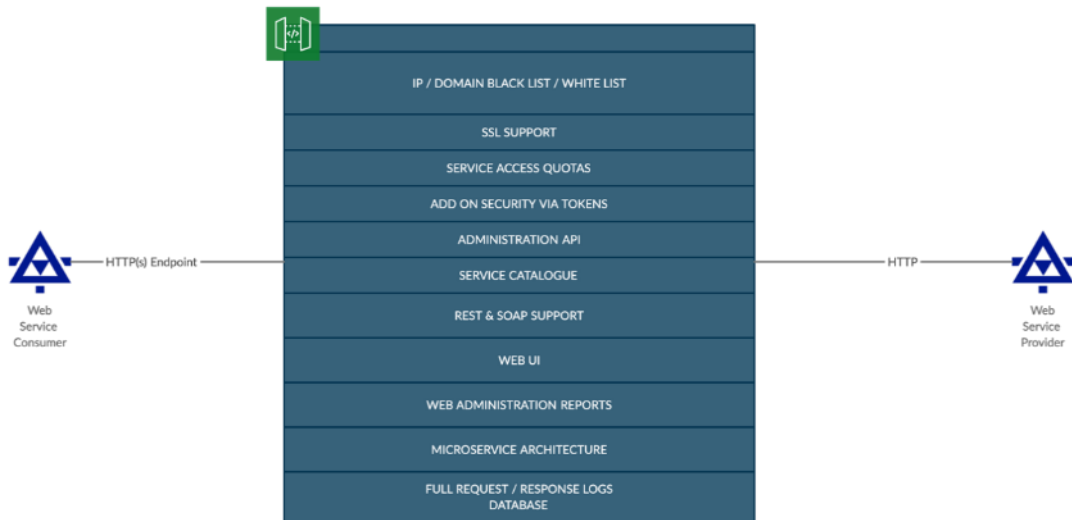 IP / DOMAIN BLACK LIST / WHITE LIST
SSL SUPPORT
SERVICE ACCESS QUOTAS
ADD ON SECURITY VIA TOKENS
ADMINISTRATION API
SERVICE CATALOGUE
REST & SOAP SUPPORT
WEB UI
WEB ADMINISTRATION REPORTS
MICROSERVICE ARCHITECTURE
FULL REQUEST / RESPONSE LOGS
DATABASE
HTTP(s) Endpoint
Web
Service
Consumer
HTTP
Web
Service
Provider